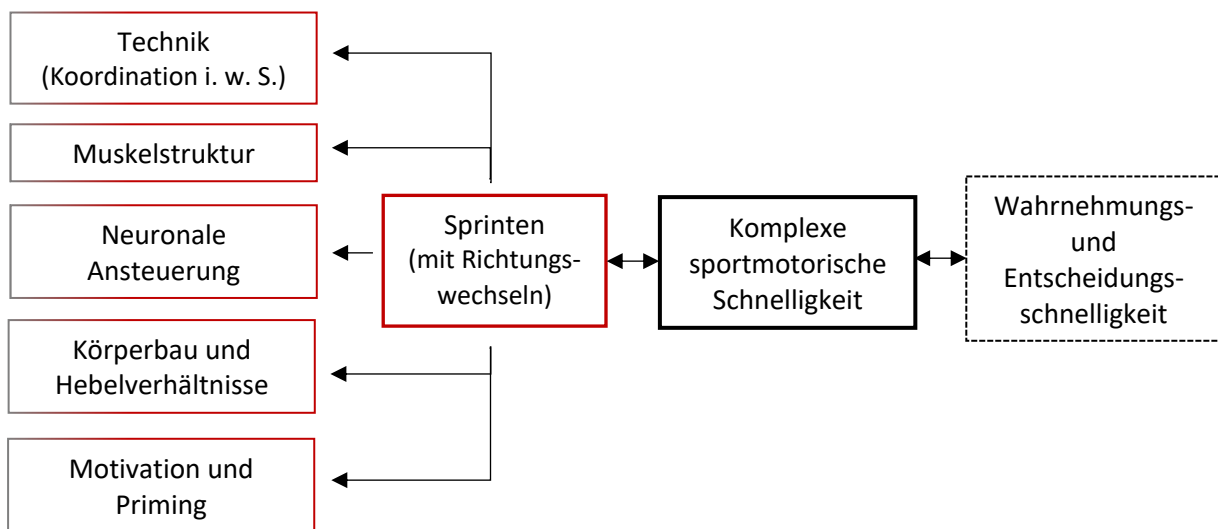 Technik
(Koordination i. w. S.)
Muskelstruktur
Neuronale
Ansteuerung
Körperbau und
Hebelverhältnisse
Motivation und
Priming
Sprinten
(mit Richtungs-
wechseln)
Komplexe
sportmotorische
Schnelligkeit
Wahrnehmungs-
und
Entscheidungs-
schnelligkeit